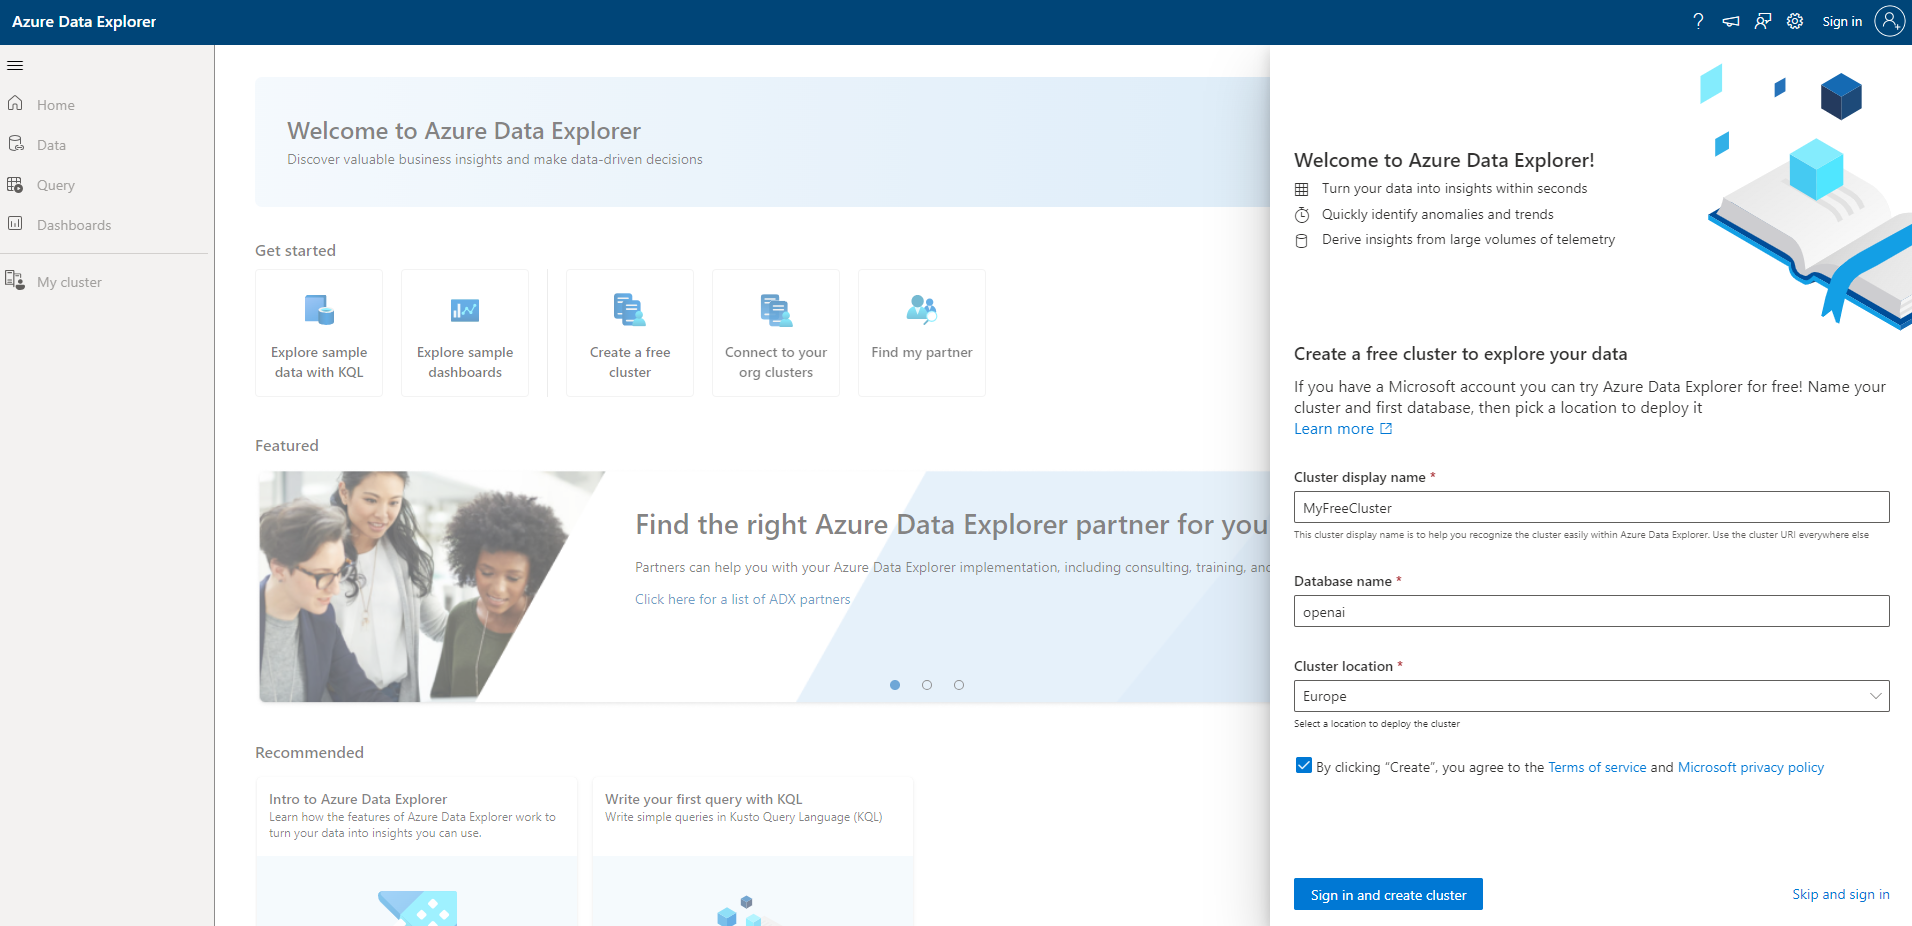 Azure Data Explorer
Sign in
Home
Data
Query
Dashboards
My cluster
Welcome to Azure Data Explorer
Discover valuable business insights and make data-driven decisions
Get started
Explore sample
data with KQL
Explore sample
dashboards
Create a free
cluster
Connect to your
org clusters
Find my partner
Featured
Find the right Azure Data Explorer partner for you
Partners can help you with your Azure Data Explorer implementation, including consulting, training, and
Click here for a list of ADX partners
Recommended
Intro to Azure Data Explorer
Learn how the features of Azure Data Explorer work to
turn your data into insights you can use.
Write your first query with KQL
Write simple queries in Kusto Query Language (KQL)
Welcome to Azure Data Explorer!
Turn your data into insights within seconds
Quickly identify anomalies and trends
Derive insights from large volumes of telemetry
Create a free cluster to explore your data
If you have a Microsoft account you can try Azure Data Explorer for free! Name your
cluster and first database, then pick a location to deploy it
Learn more
Cluster display name *
MyFreeCluster
This cluster display name is to help you recognize the cluster easily within Azure Data Explorer. Use the cluster URI everywhere else
Database name *
openai
Cluster location *
Europe
Select a location to deploy the cluster
By clicking “Create”, you agree to the Terms of service and Microsoft privacy policy
Sign in and create cluster
Skip and sign in